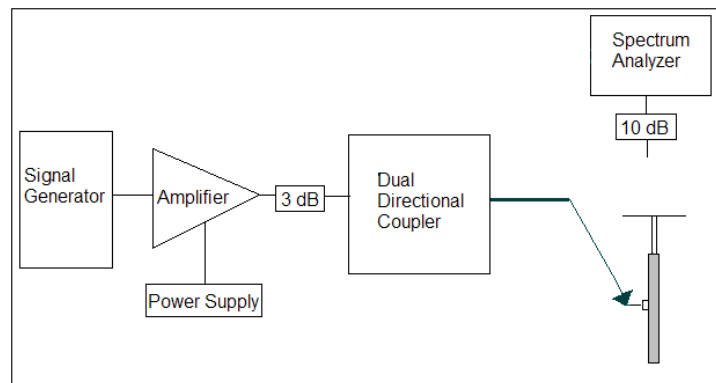 Spectrum
Analyzer
10 dB
Signal
Generator
Amplifier
3 dB
Dual
Directional
Coupler
Power Supply